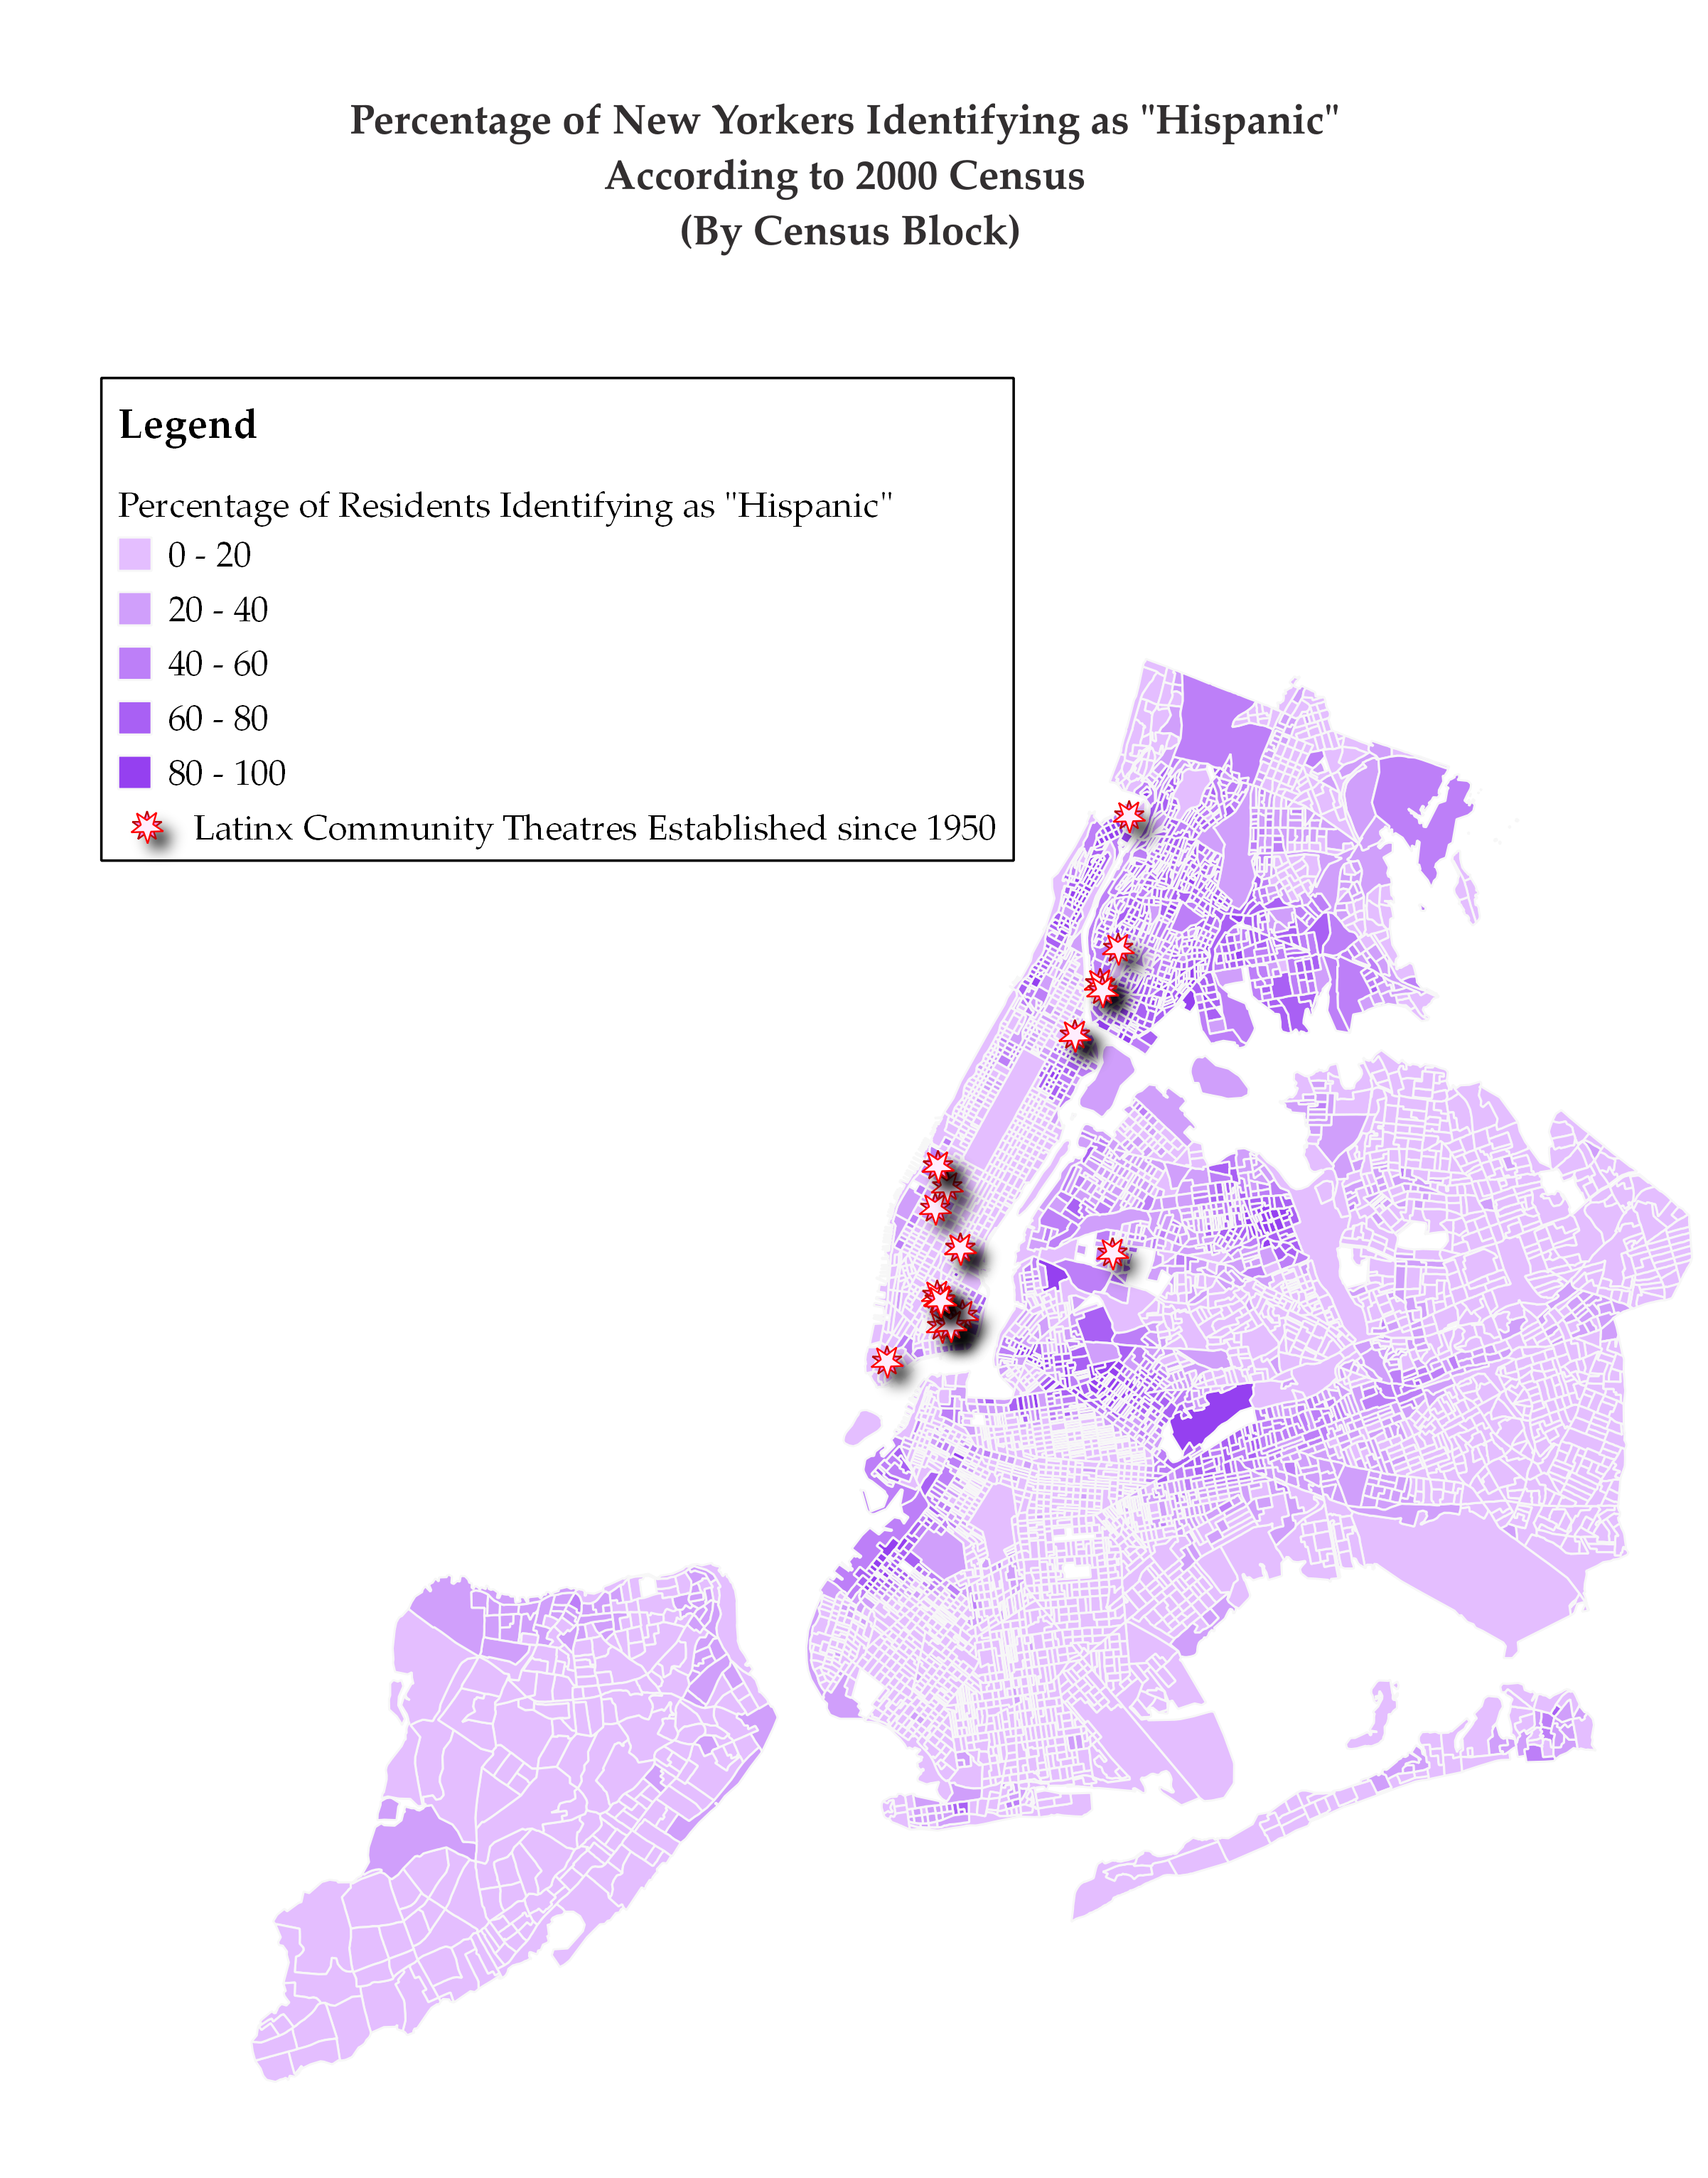 Percentage of New Yorkers Identifying as "Hispanic"
According to 2000 Census
(By Census Block)
Legend
Percentage of Residents Identifying as "Hispanic"
0 - 20
20 - 40
40 - 60
60 - 80
80 - 100
Latinx Community Theatres Established since 1950